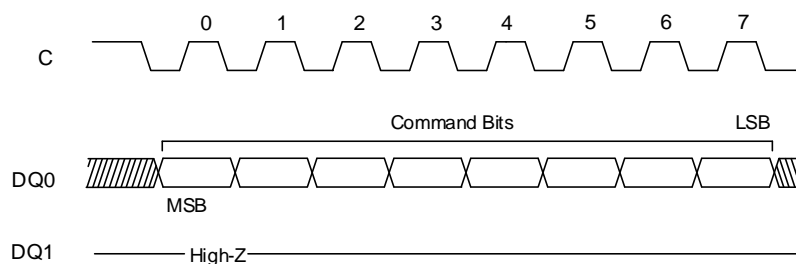 0 1 2 3 4 5 6 7
C
Command Bits LSB
DQ0
MSB
DQ1 High-Z